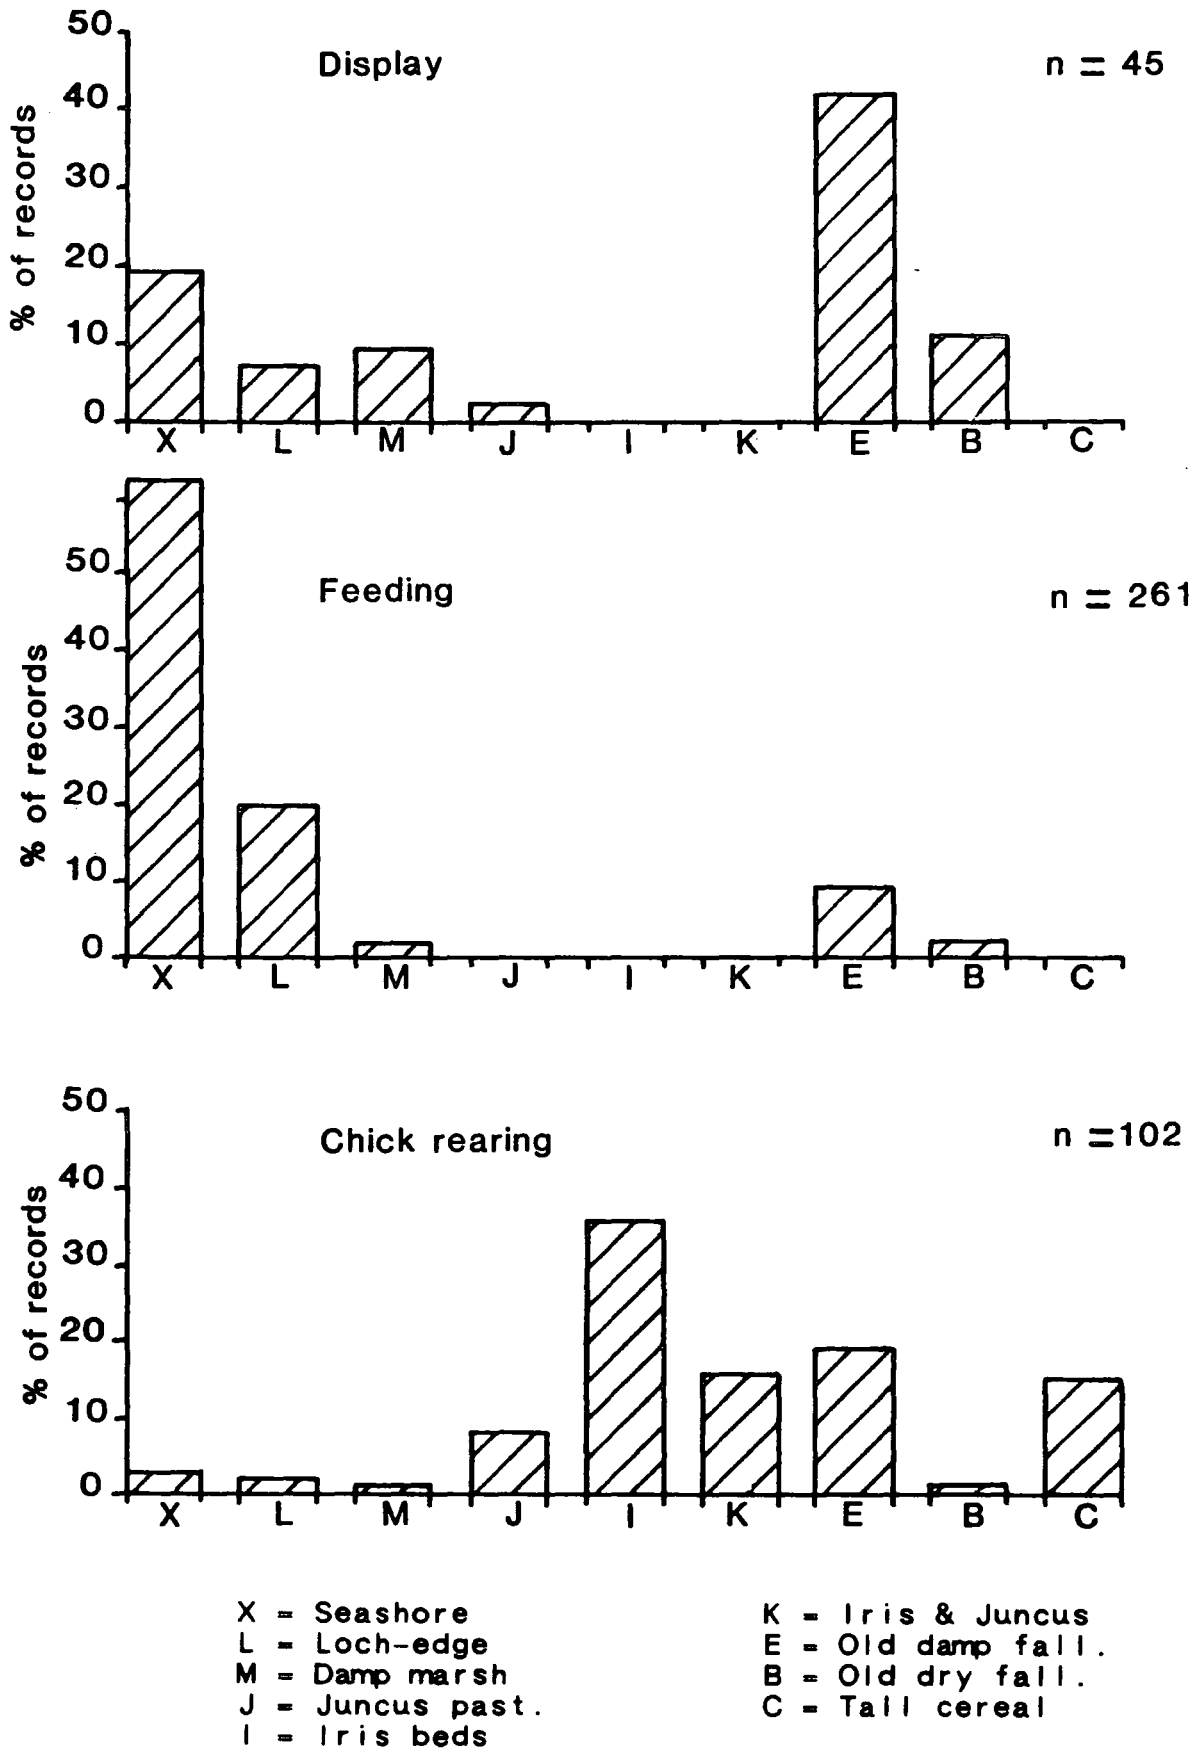 50
Display
n = 45
40
30
20
10
0
% of records
X L M J I K E B C
50
Feeding
n = 261
40
30
20
10
0
% of records
X L M J I K E B C
50
Chick rearing
n =102
40
30
20
10
0
% of records
X L M J I K E B C
X = Seashore
L = Loch-edge
M = Damp marsh
J = Juncus past.
I = Iris beds
K = Iris & Juncus
E = Old damp fall.
B = Old dry fall.
C = Tall cereal